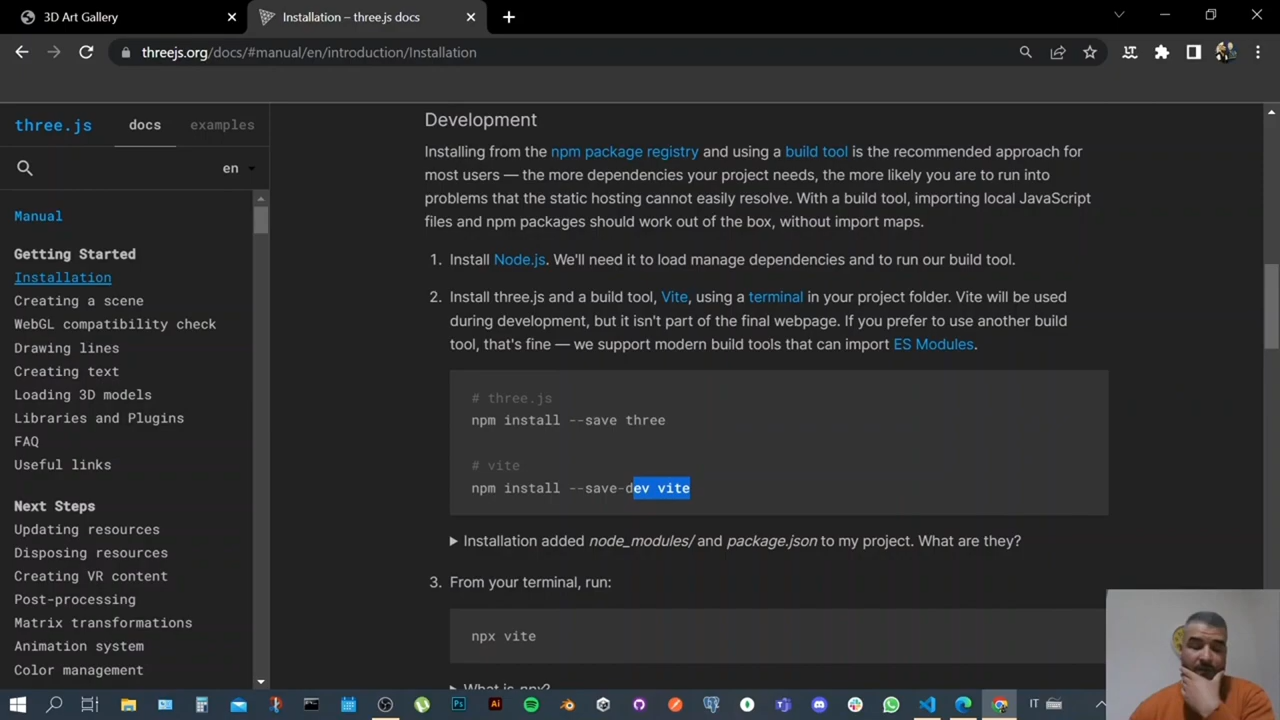 3D Art Gallery
Installation – three.js docs
threejs.org/docs/#manual/en/introduction/Installation
three.js
docs
examples
en
Manual
Getting Started
Installation
Creating a scene
WebGL compatibility check
Drawing lines
Creating text
Loading 3D models
Libraries and Plugins
FAQ
Useful links
Next Steps
Updating resources
Disposing resources
Creating VR content
Post-processing
Matrix transformations
Animation system
Color management
Development
Installing from the npm package registry and using a build tool is the recommended approach for
most users — the more dependencies your project needs, the more likely you are to run into
problems that the static hosting cannot easily resolve. With a build tool, importing local JavaScript
files and npm packages should work out of the box, without import maps.
1. Install Node.js. We'll need it to load manage dependencies and to run our build tool.
2. Install three.js and a build tool, Vite, using a terminal in your project folder. Vite will be used
during development, but it isn't part of the final webpage. If you prefer to use another build
tool, that's fine — we support modern build tools that can import ES Modules.
# three.js
npm install --save three
# vite
npm install --save-dev vite
Installation added node_modules/ and package.json to my project. What are they?
3. From your terminal, run:
npx vite
What is npx?
Ps
Ai
IT